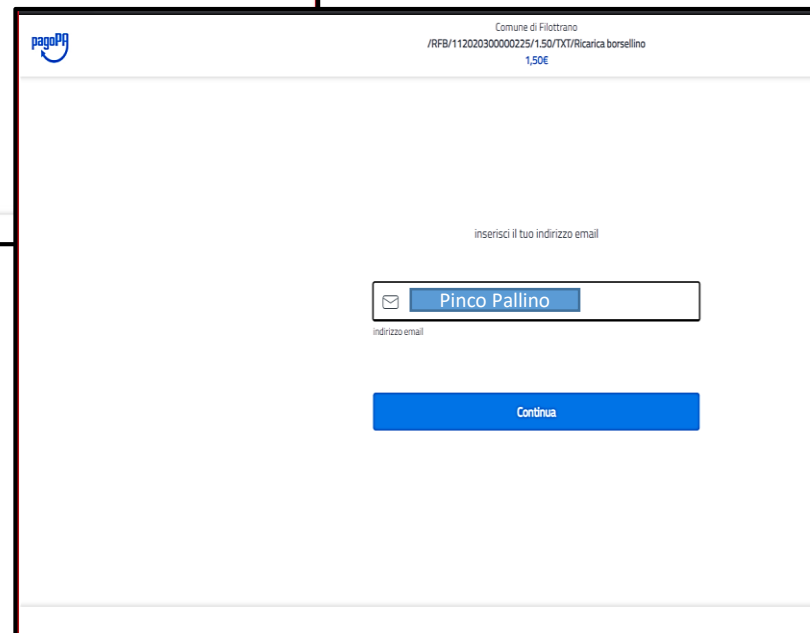 pagoPA
Comune di Filottrano
/RFB/112020300000225/1.50/TXT/Ricarica borsellino
1,50€
inserisci il tuo indirizzo email
Pinco Pallino
indirizzo email
Continua